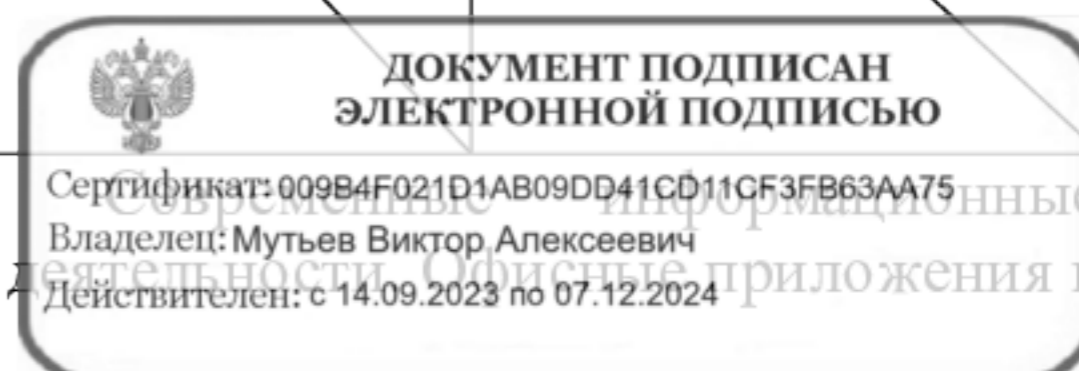 ДОКУМЕНТ ПОДПИСАН
ЭЛЕКТРОННОЙ ПОДПИСЬЮ
Сертификат: 009B4F021D1AB09DD41CD11CF3FB63AA75
Современные информационные
Владелец: Мутьев Виктор Алексеевич
деятельности. Офисные приложения
Действителен: с 14.09.2023 по 07.12.2024